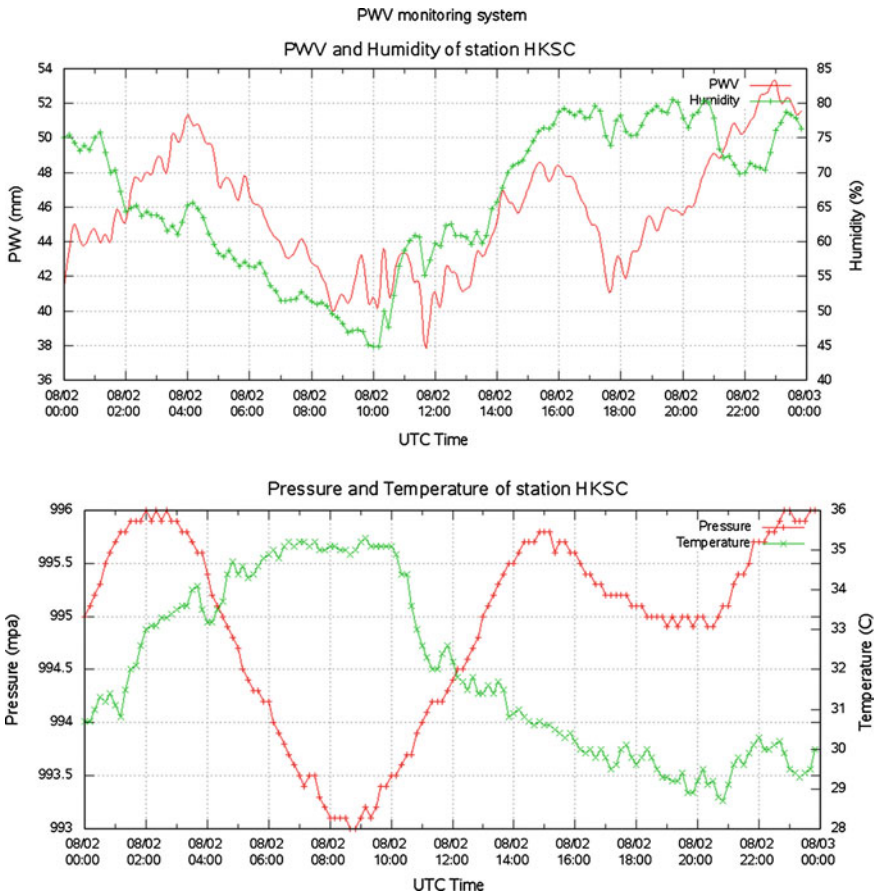 PWV monitoring system
PWV and Humidity of station HKSC
PWV
Humidity
54
52
50
48
46
44
42
40
38
36
PWV (mm)
85
80
75
70
65
60
55
50
45
40
Humidity (%)
08/02 08/02 08/02 08/02 08/02 08/02 08/02 08/02 08/02 08/02 08/02 08/02 08/03
00:00 02:00 04:00 06:00 08:00 10:00 12:00 14:00 16:00 18:00 20:00 22:00 00:00
UTC Time
Pressure and Temperature of station HKSC
Pressure
Temperature
996
995.5
995
994.5
994
993.5
993
Pressure (mpa)
36
35
34
33
32
31
30
29
28
Temperature (C)
08/02 08/02 08/02 08/02 08/02 08/02 08/02 08/02 08/02 08/02 08/02 08/02 08/03
00:00 02:00 04:00 06:00 08:00 10:00 12:00 14:00 16:00 18:00 20:00 22:00 00:00
UTC Time